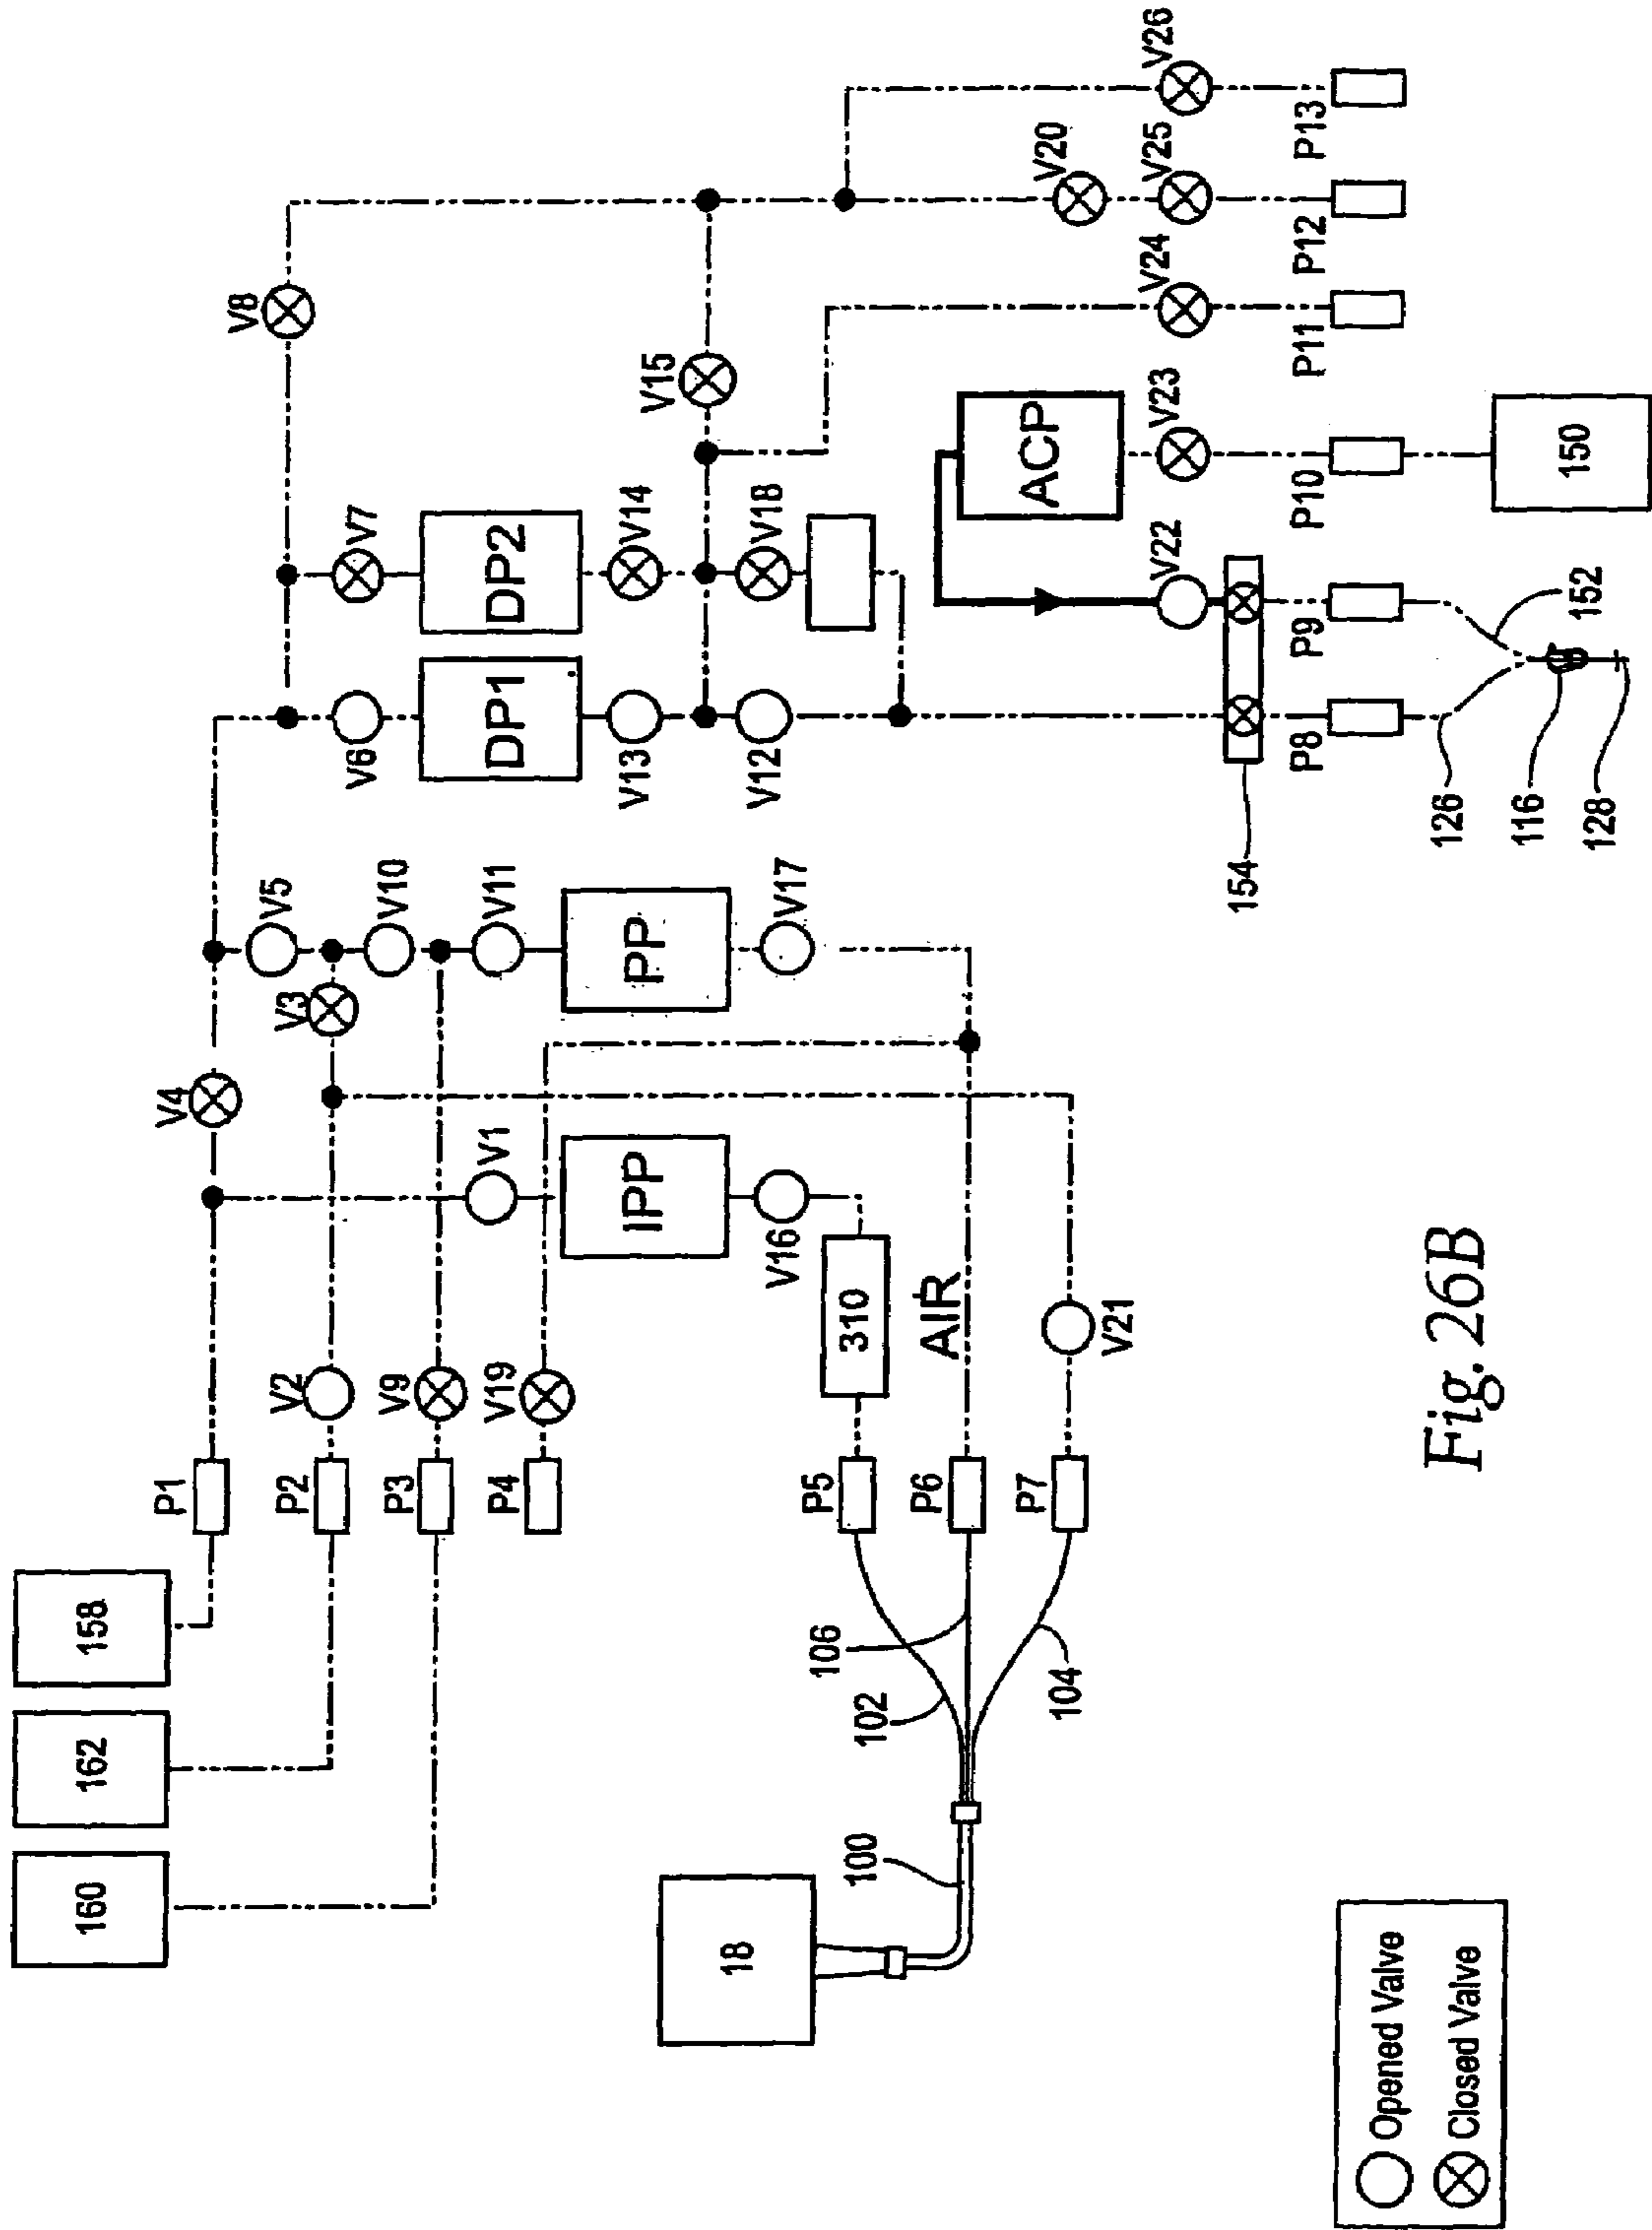 160
162
158
P1
P2
P3
P4
V2
V9
V19
V4
V3
V5
V10
V11
V1
PP
V17
IPP
V16
310
AIR
V21
P5
P6
P7
102
106
104
100
18
V8
V6
V7
DP1
DP2
V13
V14
V12
V18
V15
ACP
V22
V23
V24
V20
V25
V26
154
P8
P9
P10
P11
P12
P13
126
116
128
152
150
Opened Valve
Closed Valve
Fig. 26B